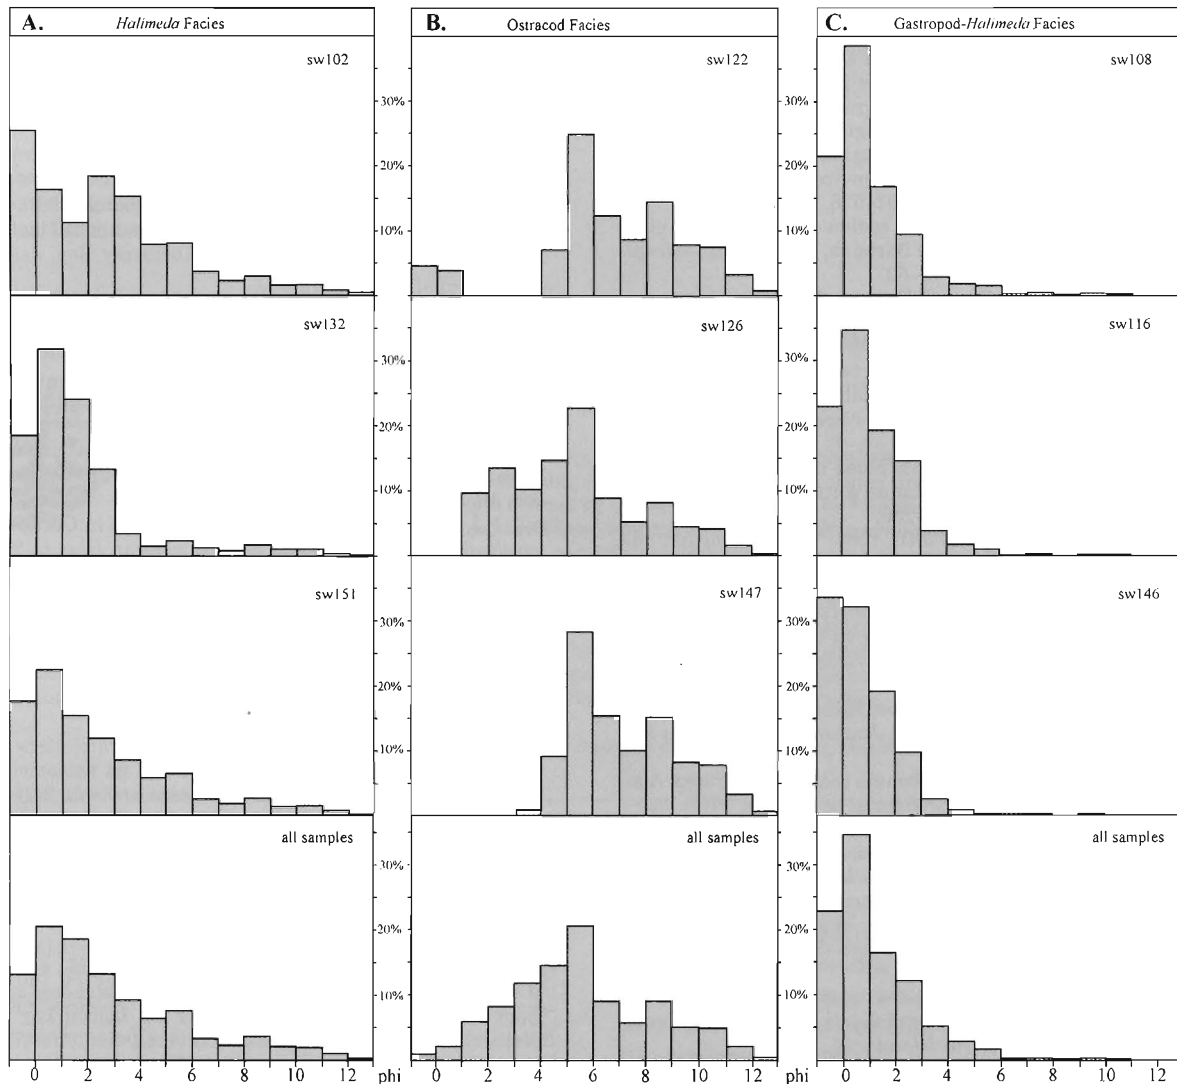 A. Halimeda Facies
B. Ostracod Facies
C. Gastropod-Halimeda Facies
sw102
sw122
sw108
30%
30%
20%
20%
10%
10%
sw132
sw126
sw116
30%
30%
20%
20%
10%
10%
sw151
sw147
sw146
30%
30%
20%
20%
10%
10%
all samples
all samples
all samples
30%
30%
20%
20%
10%
10%
0 2 4 6 8 10 12 phi 2 4 6 8 10 12 phi 0 2 4 6 8 10 12